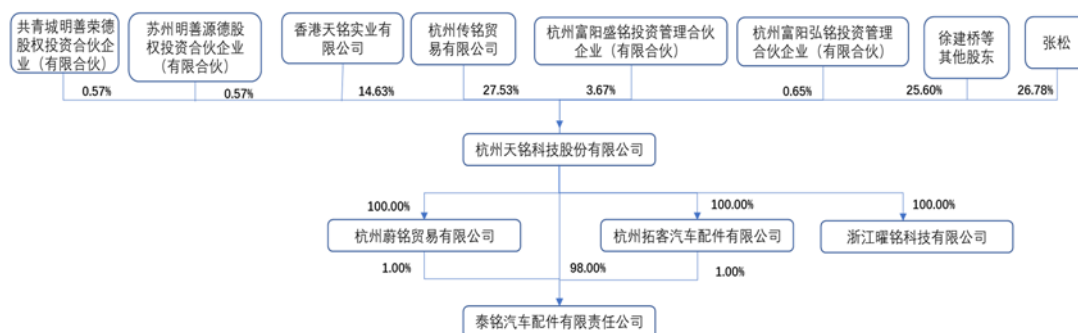 共青城明善荣德
股权投资合伙企
业（有限合伙）
苏州明善源德股
权投资合伙企业
（有限合伙）
香港天铭实业有
限公司
杭州传铭贸
易有限公司
杭州富阳盛铭投资管理合伙
企业（有限合伙）
杭州富阳弘铭投资管理
合伙企业（有限合伙）
徐建桥等
其他股东
张松
0.57%
0.57%
14.63%
27.53%
3.67%
0.65%
25.60%
26.78%
杭州天铭科技股份有限公司
100.00%
100.00%
100.00%
杭州蔚铭贸易有限公司
杭州拓客汽车配件有限公司
浙江曜铭科技有限公司
1.00%
98.00%
1.00%
泰铭汽车配件有限责任公司